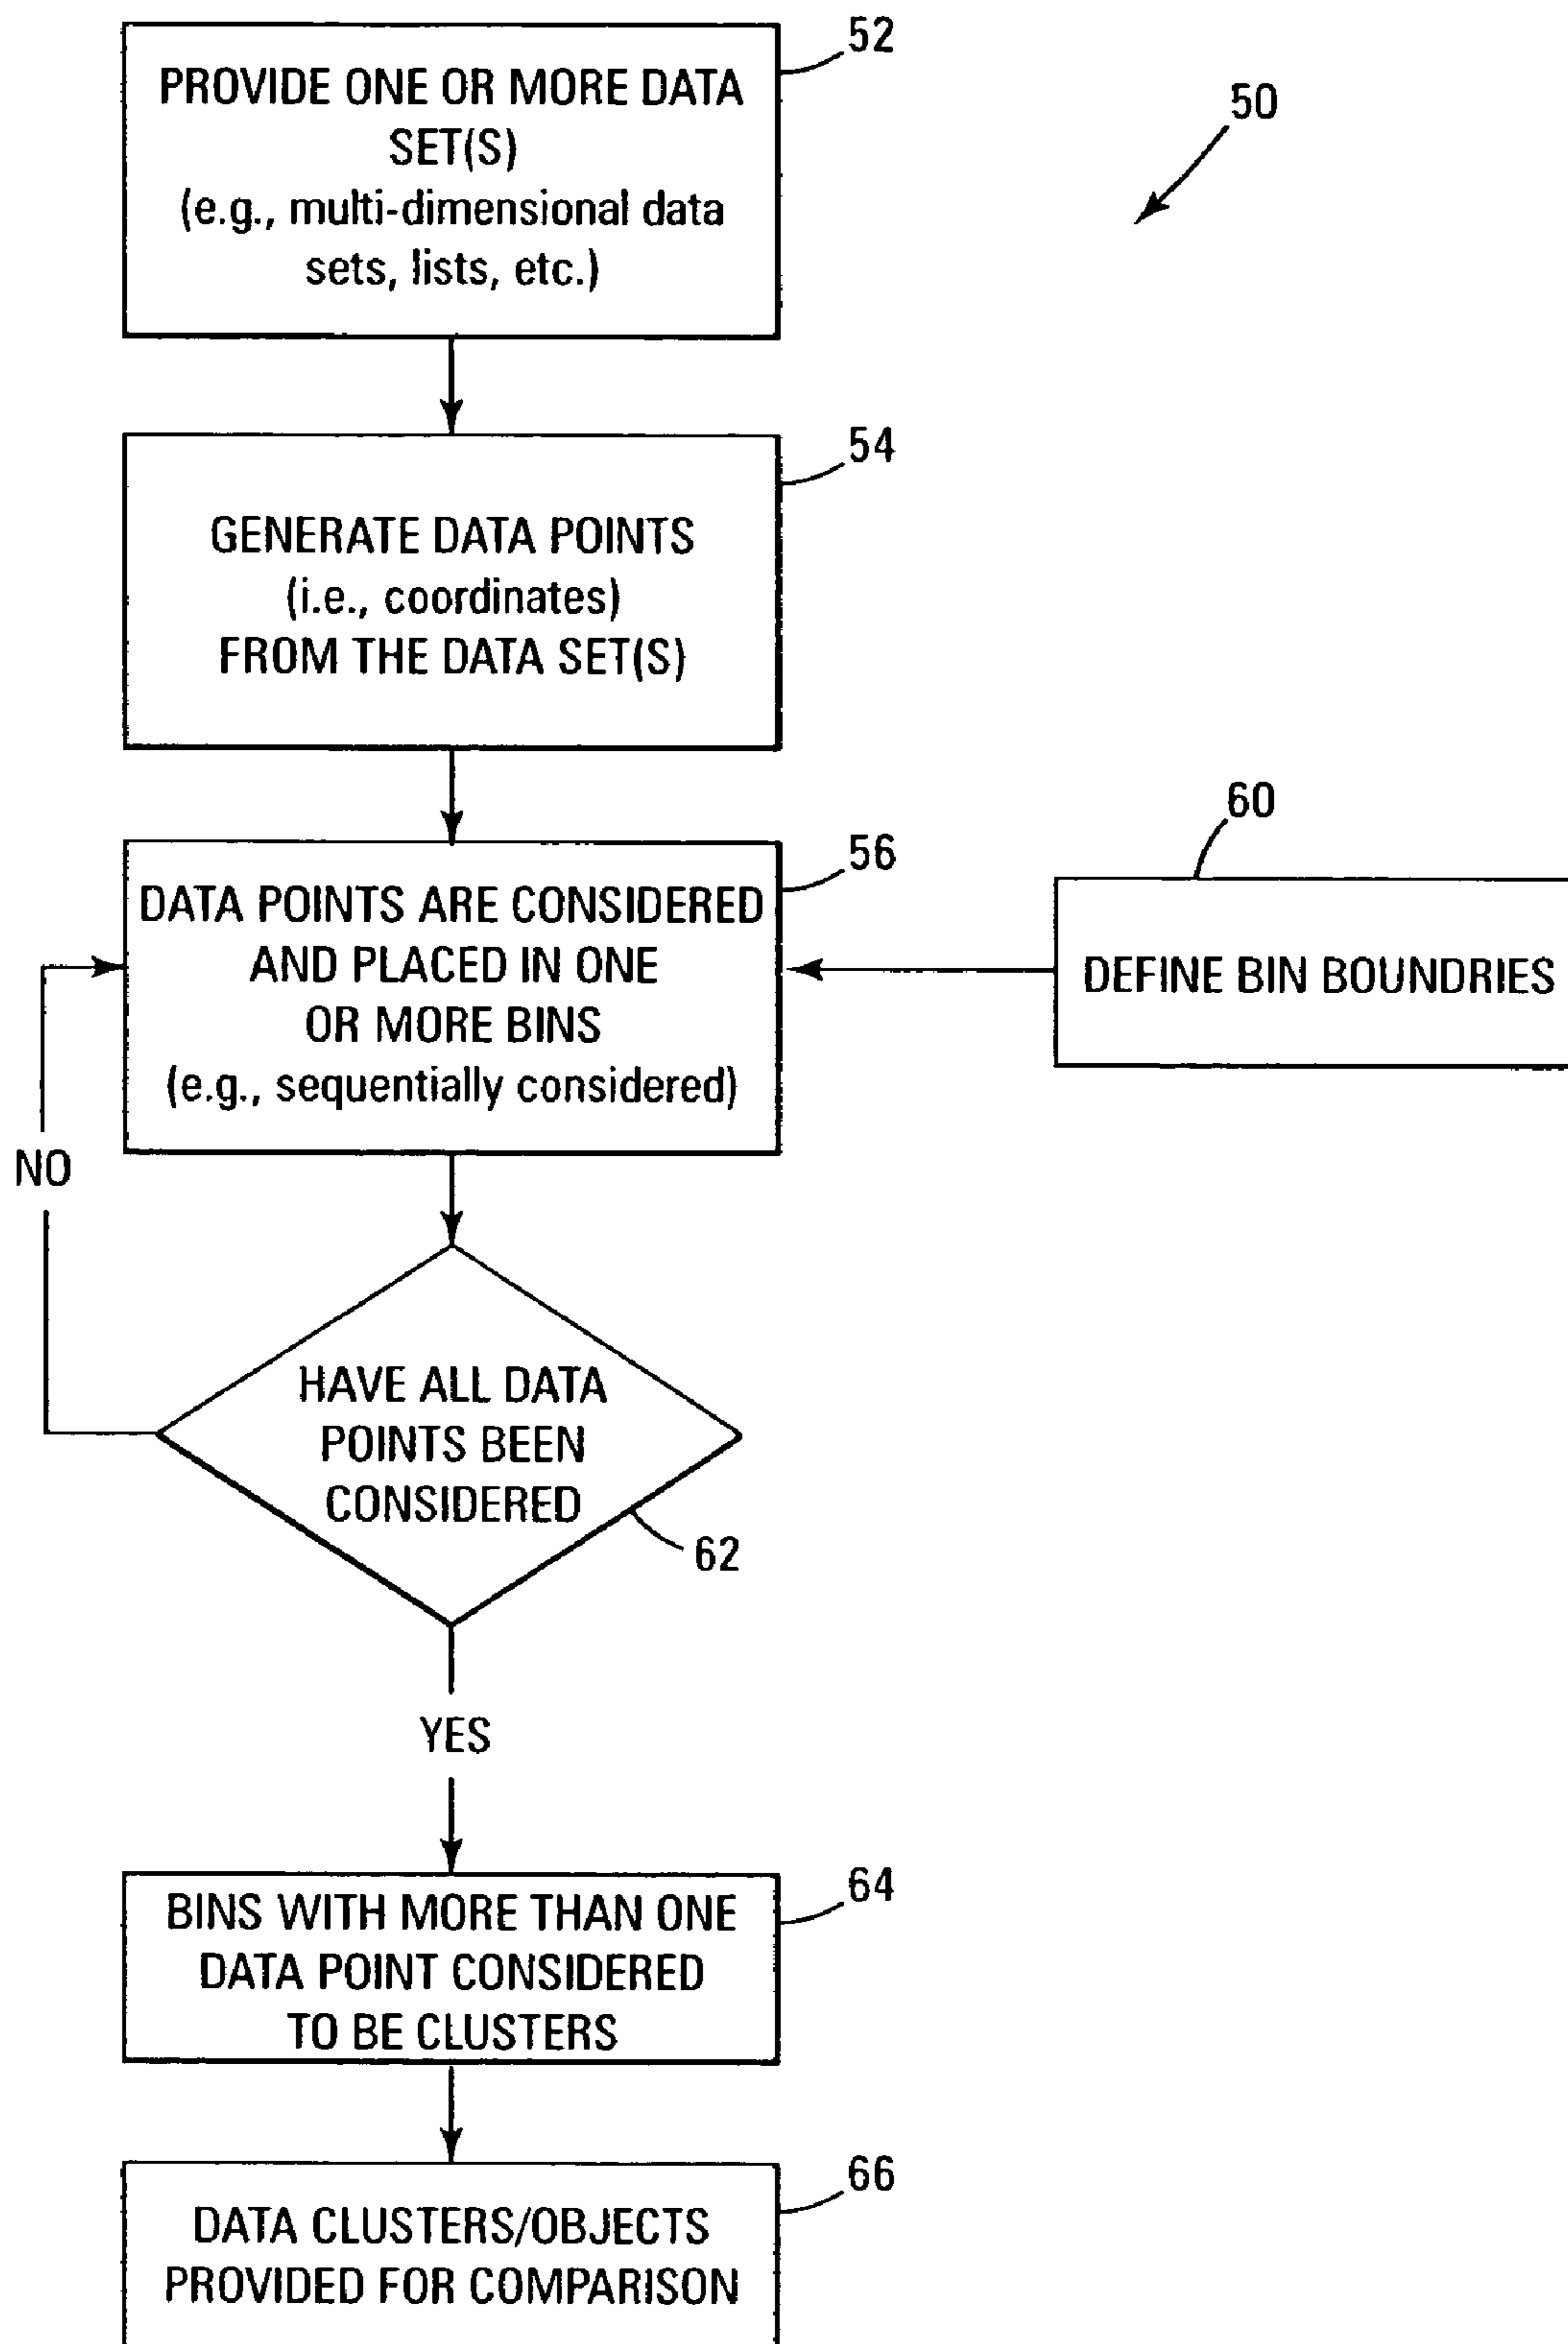 52
PROVIDE ONE OR MORE DATA
SET(S)
(e.g., multi-dimensional data
sets, lists, etc.)
50
54
GENERATE DATA POINTS
(i.e., coordinates)
FROM THE DATA SET(S)
60
56
DATA POINTS ARE CONSIDERED
AND PLACED IN ONE
OR MORE BINS
(e.g., sequentially considered)
DEFINE BIN BOUNDRIES
NO
HAVE ALL DATA
POINTS BEEN
CONSIDERED
62
YES
64
BINS WITH MORE THAN ONE
DATA POINT CONSIDERED
TO BE CLUSTERS
66
DATA CLUSTERS/OBJECTS
PROVIDED FOR COMPARISON